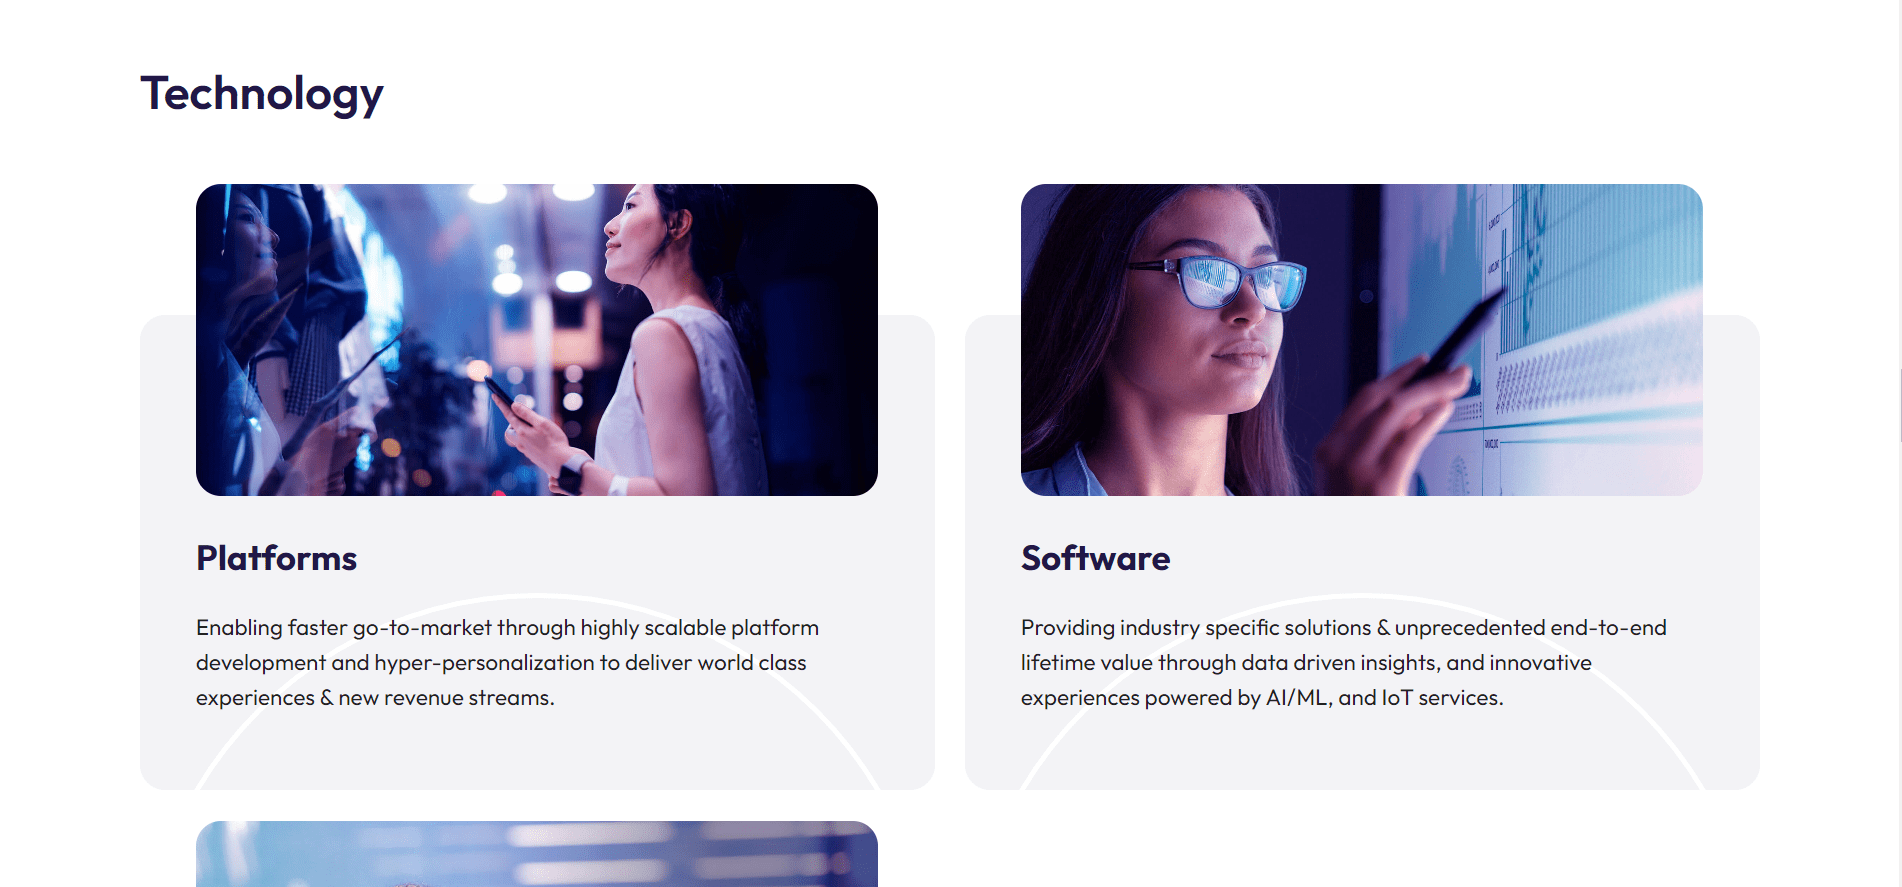 Technology
Platforms
Enabling faster go-to-market through highly scalable platform
development and hyper-personalization to deliver world class
experiences & new revenue streams.
Software
Providing industry specific solutions & unprecedented end-to-end
lifetime value through data driven insights, and innovative
experiences powered by AI/ML, and IoT services.